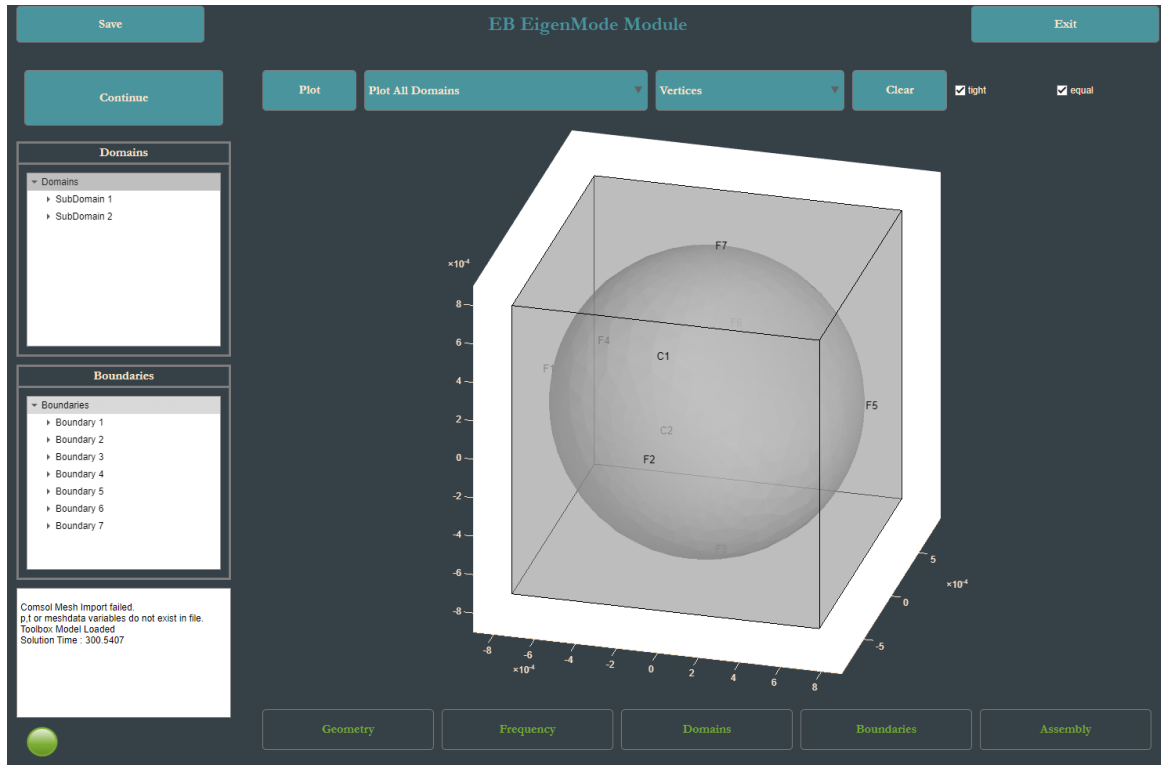 Save
EB EigenMode Module
Exit
Continue
Plot
Plot All Domains
Vertices
Clear
tight
equal
Domains
Domains
SubDomain 1
SubDomain 2
Boundaries
Boundaries
Boundary 1
Boundary 2
Boundary 3
Boundary 4
Boundary 5
Boundary 6
Boundary 7
Comsol Mesh Import failed.
p,t or meshdata variables do not exist in file.
Toolbox Model Loaded
Solution Time : 300.5407
×10⁻⁴
8
6
4
2
0
-2
-4
-6
-8
F7
F4
C1
F5
C2
F2
-8
-6
-4
-2
0
2
4
6
8
×10⁻⁴
5
0
-5
×10⁻⁴
Geometry
Frequency
Domains
Boundaries
Assembly